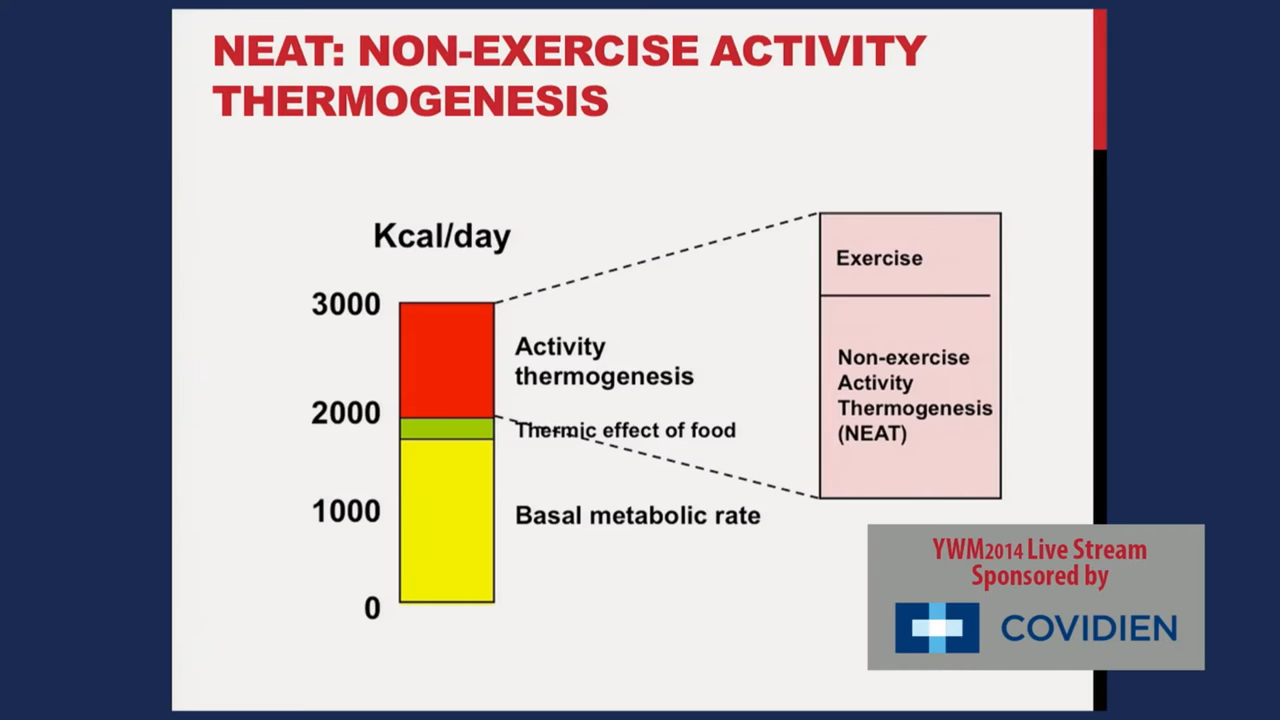 NEAT: NON-EXERCISE ACTIVITY
THERMOGENESIS
Kcal/day
3000
2000
1000
0
Activity
thermogenesis
Thermic effect of food
Basal metabolic rate
Exercise
Non-exercise
Activity
Thermogenesis
(NEAT)
YWM2014 Live Stream
Sponsored by
COVIDIEN